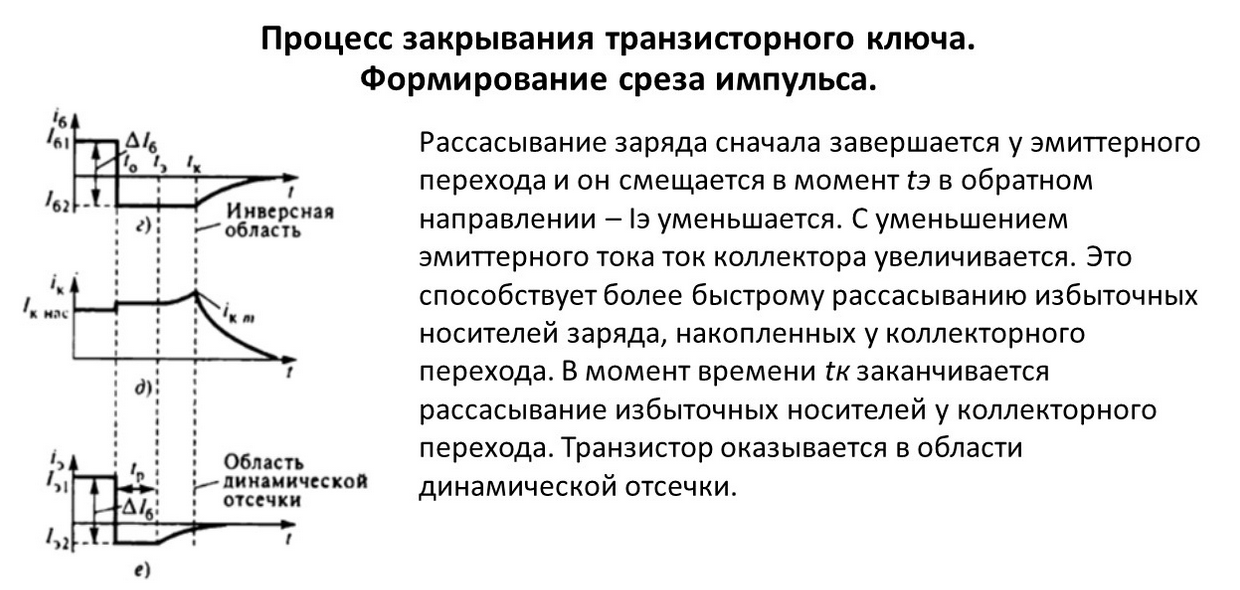 Процесс закрывания транзисторного ключа.
Формирование среза импульса.
iб
Iб1
ΔIб
t0 tэ tк
t
Iб2
г)
Инверсная
область
iк
Iк нас
iк m
t
д)
iэ
Iэ1
tр
ΔIб
Область
динамической
отсечки
t
Iэ2
е)
Рассасывание заряда сначала завершается у эмиттерного
перехода и он смещается в момент tэ в обратном
направлении – Iэ уменьшается. С уменьшением
эмиттерного тока ток коллектора увеличивается. Это
способствует более быстрому рассасыванию избыточных
носителей заряда, накопленных у коллекторного
перехода. В момент времени tк заканчивается
рассасывание избыточных носителей у коллекторного
перехода. Транзистор оказывается в области
динамической отсечки.